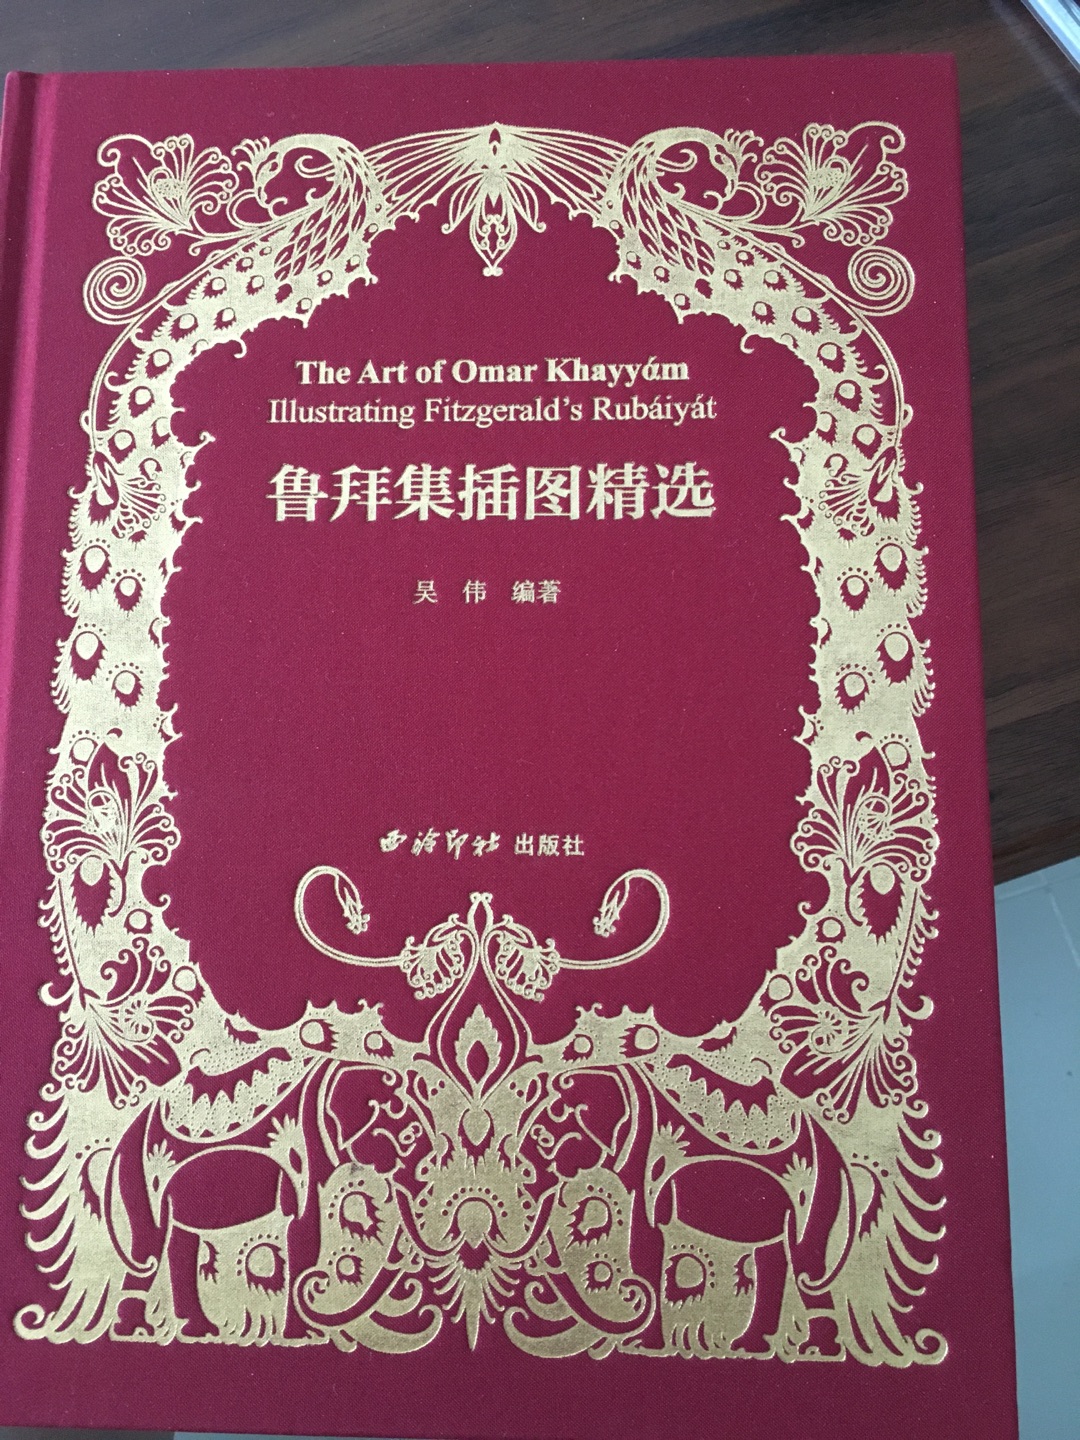 The Art of Omar Khayyám
Illustrating Fitzgerald's Rubáiyát
鲁拜集插图精选
吴 伟 编著
西泠印社 出版社